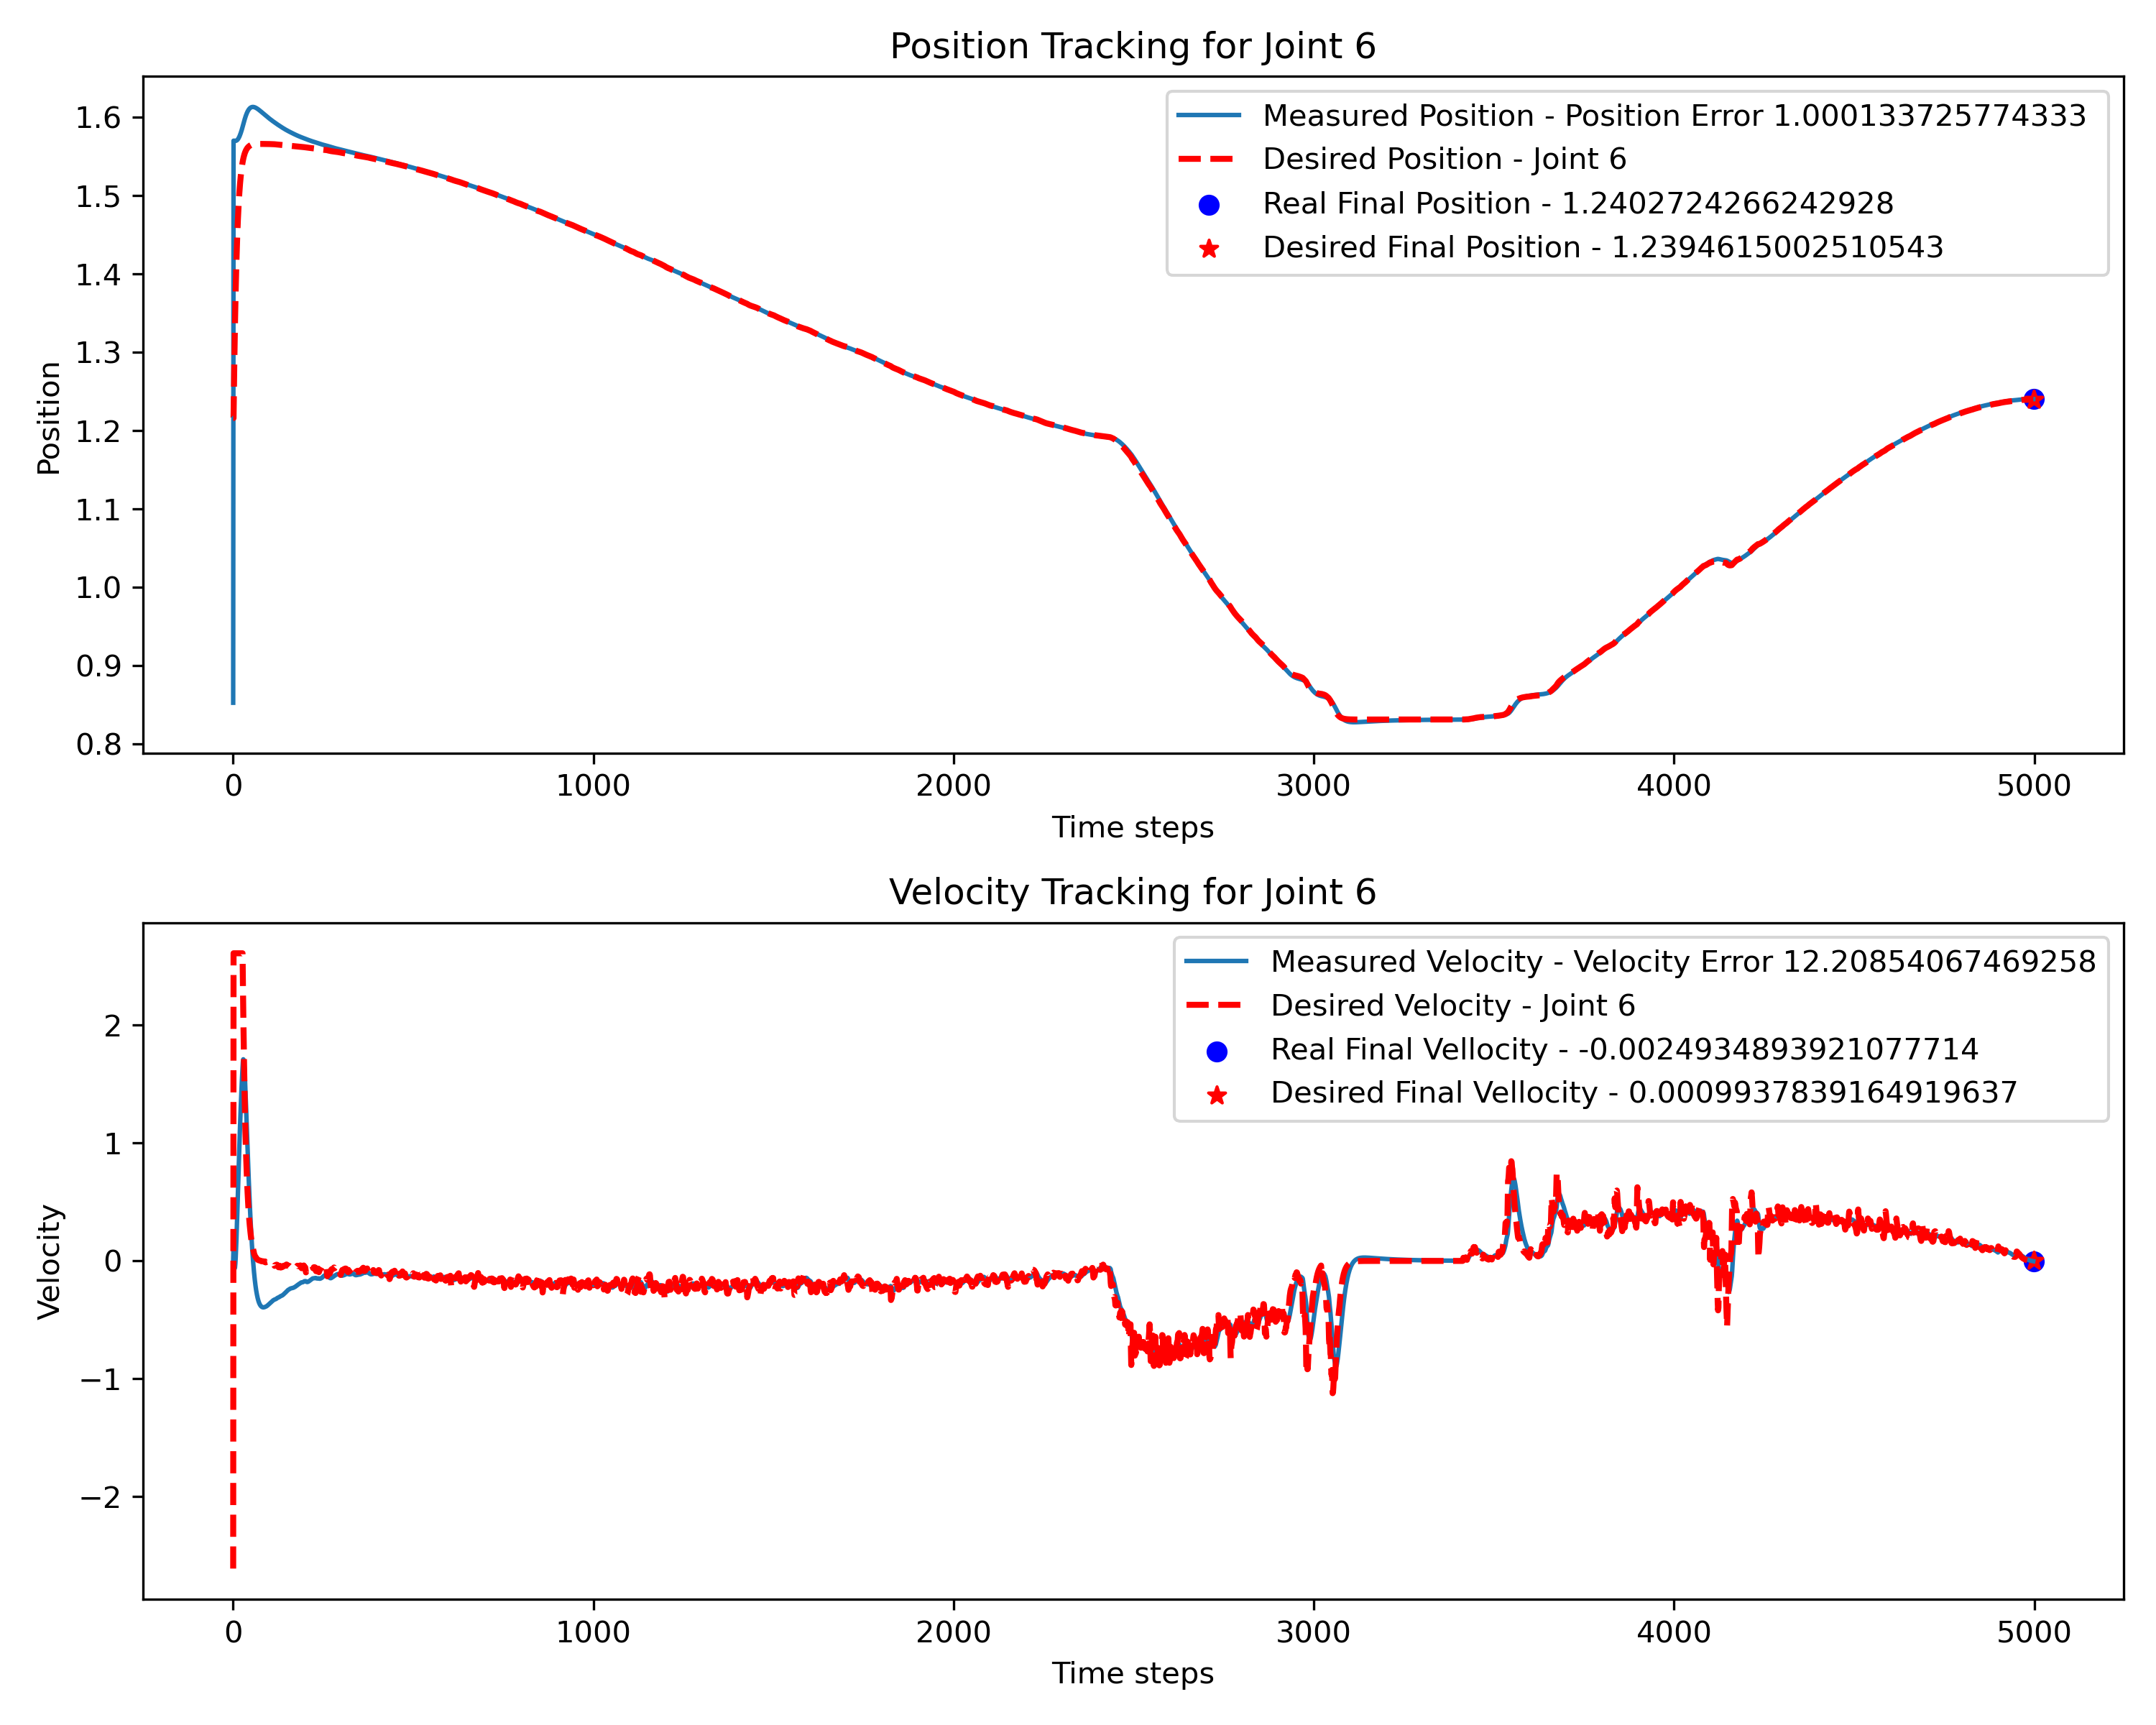 Position Tracking for Joint 6
Measured Position - Position Error 1.000133725774333
Desired Position - Joint 6
Real Final Position - 1.2402724266242928
Desired Final Position - 1.2394615002510543
Position
1.6
1.5
1.4
1.3
1.2
1.1
1.0
0.9
0.8
0 1000 2000 3000 4000 5000
Time steps
Velocity Tracking for Joint 6
Measured Velocity - Velocity Error 12.20854067469258
Desired Velocity - Joint 6
Real Final Vellocity - -0.0024934893921077714
Desired Final Vellocity - 0.0009937839164919637
Velocity
2
1
0
−1
−2
0 1000 2000 3000 4000 5000
Time steps